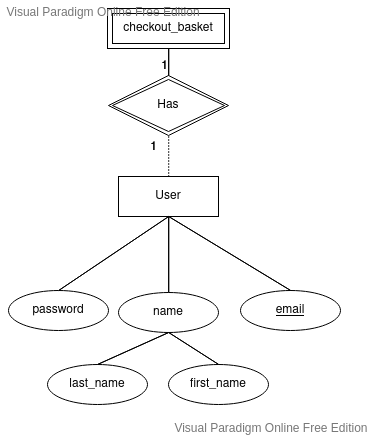 Visual Paradigm Online Free Edition
checkout_basket
1
Has
1
User
password
name
email
last_name
first_name
Visual Paradigm Online Free Edition